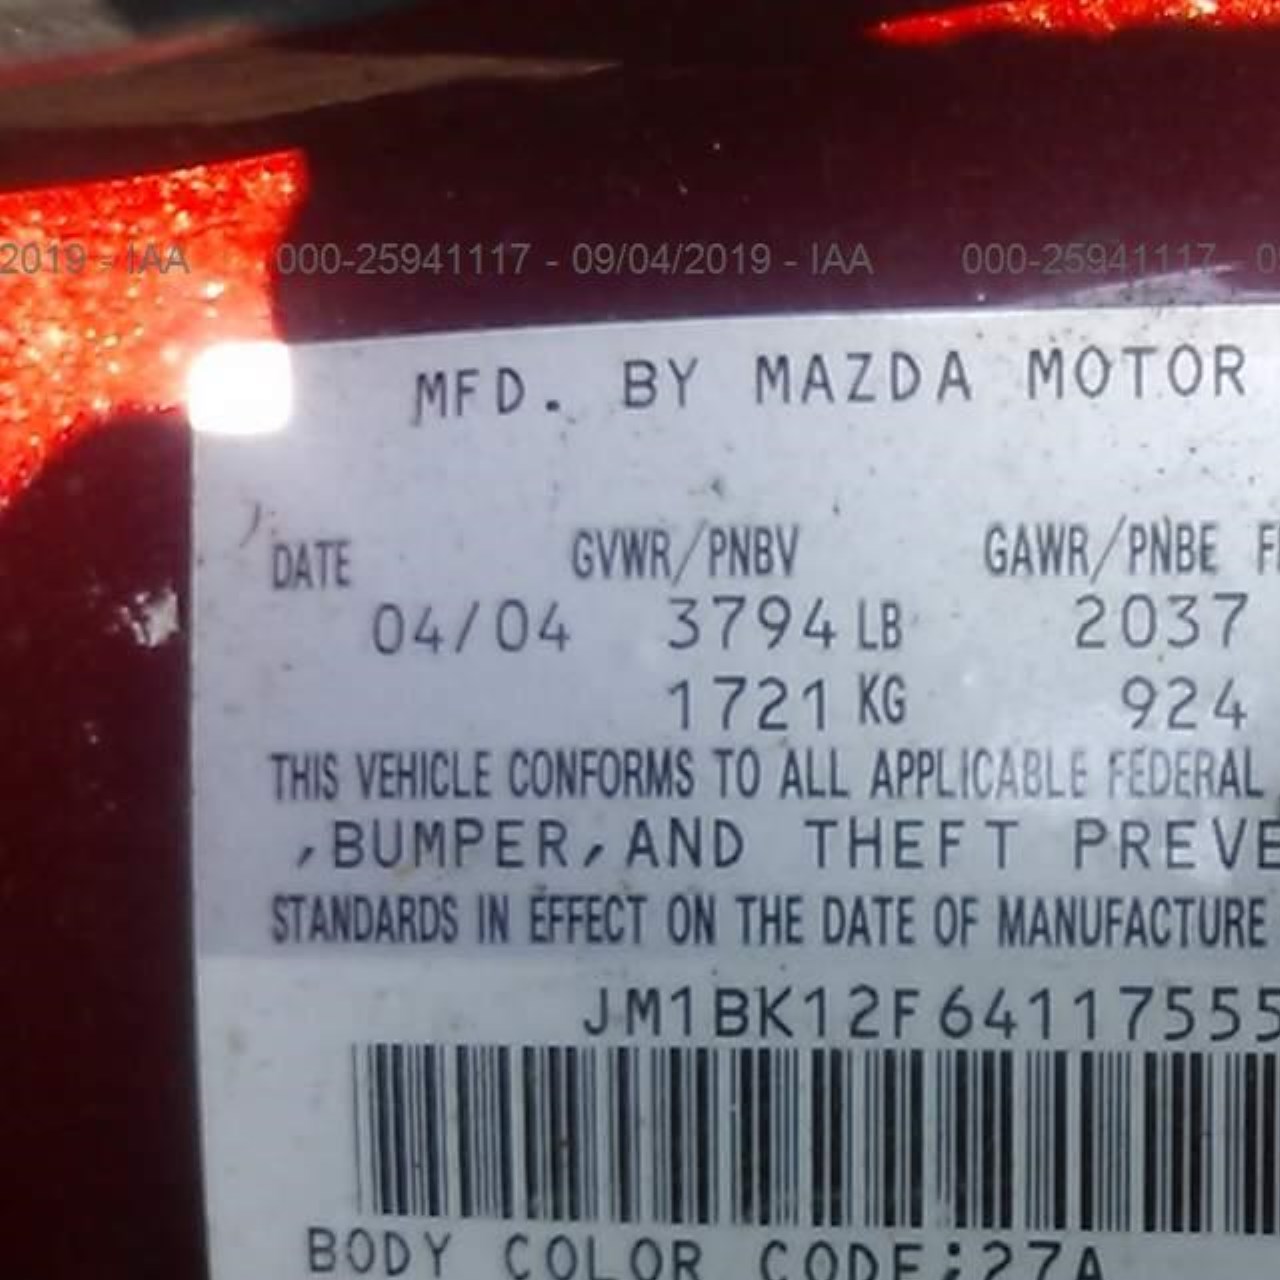 2019 - IAA 000-25941117 - 09/04/2019 - IAA 000-25941117 - 0
MFD. BY MAZDA MOTOR
DATE GVWR/PNBV GAWR/PNBE
04/04 3794 LB 2037
1721 KG 924
THIS VEHICLE CONFORMS TO ALL APPLICABLE FEDERAL
,BUMPER,AND THEFT PREVE
STANDARDS IN EFFECT ON THE DATE OF MANUFACTURE
JM1BK12F64117555
BODY COLOR CODE:27A